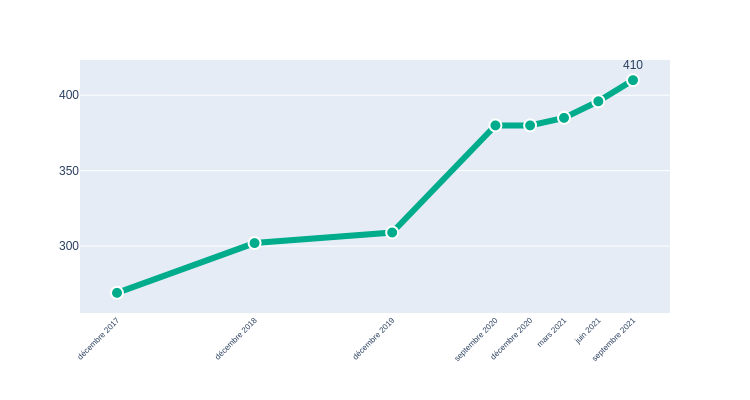 410
400
350
300
décembre 2017
décembre 2018
décembre 2019
septembre 2020
décembre 2020
mars 2021
juin 2021
septembre 2021